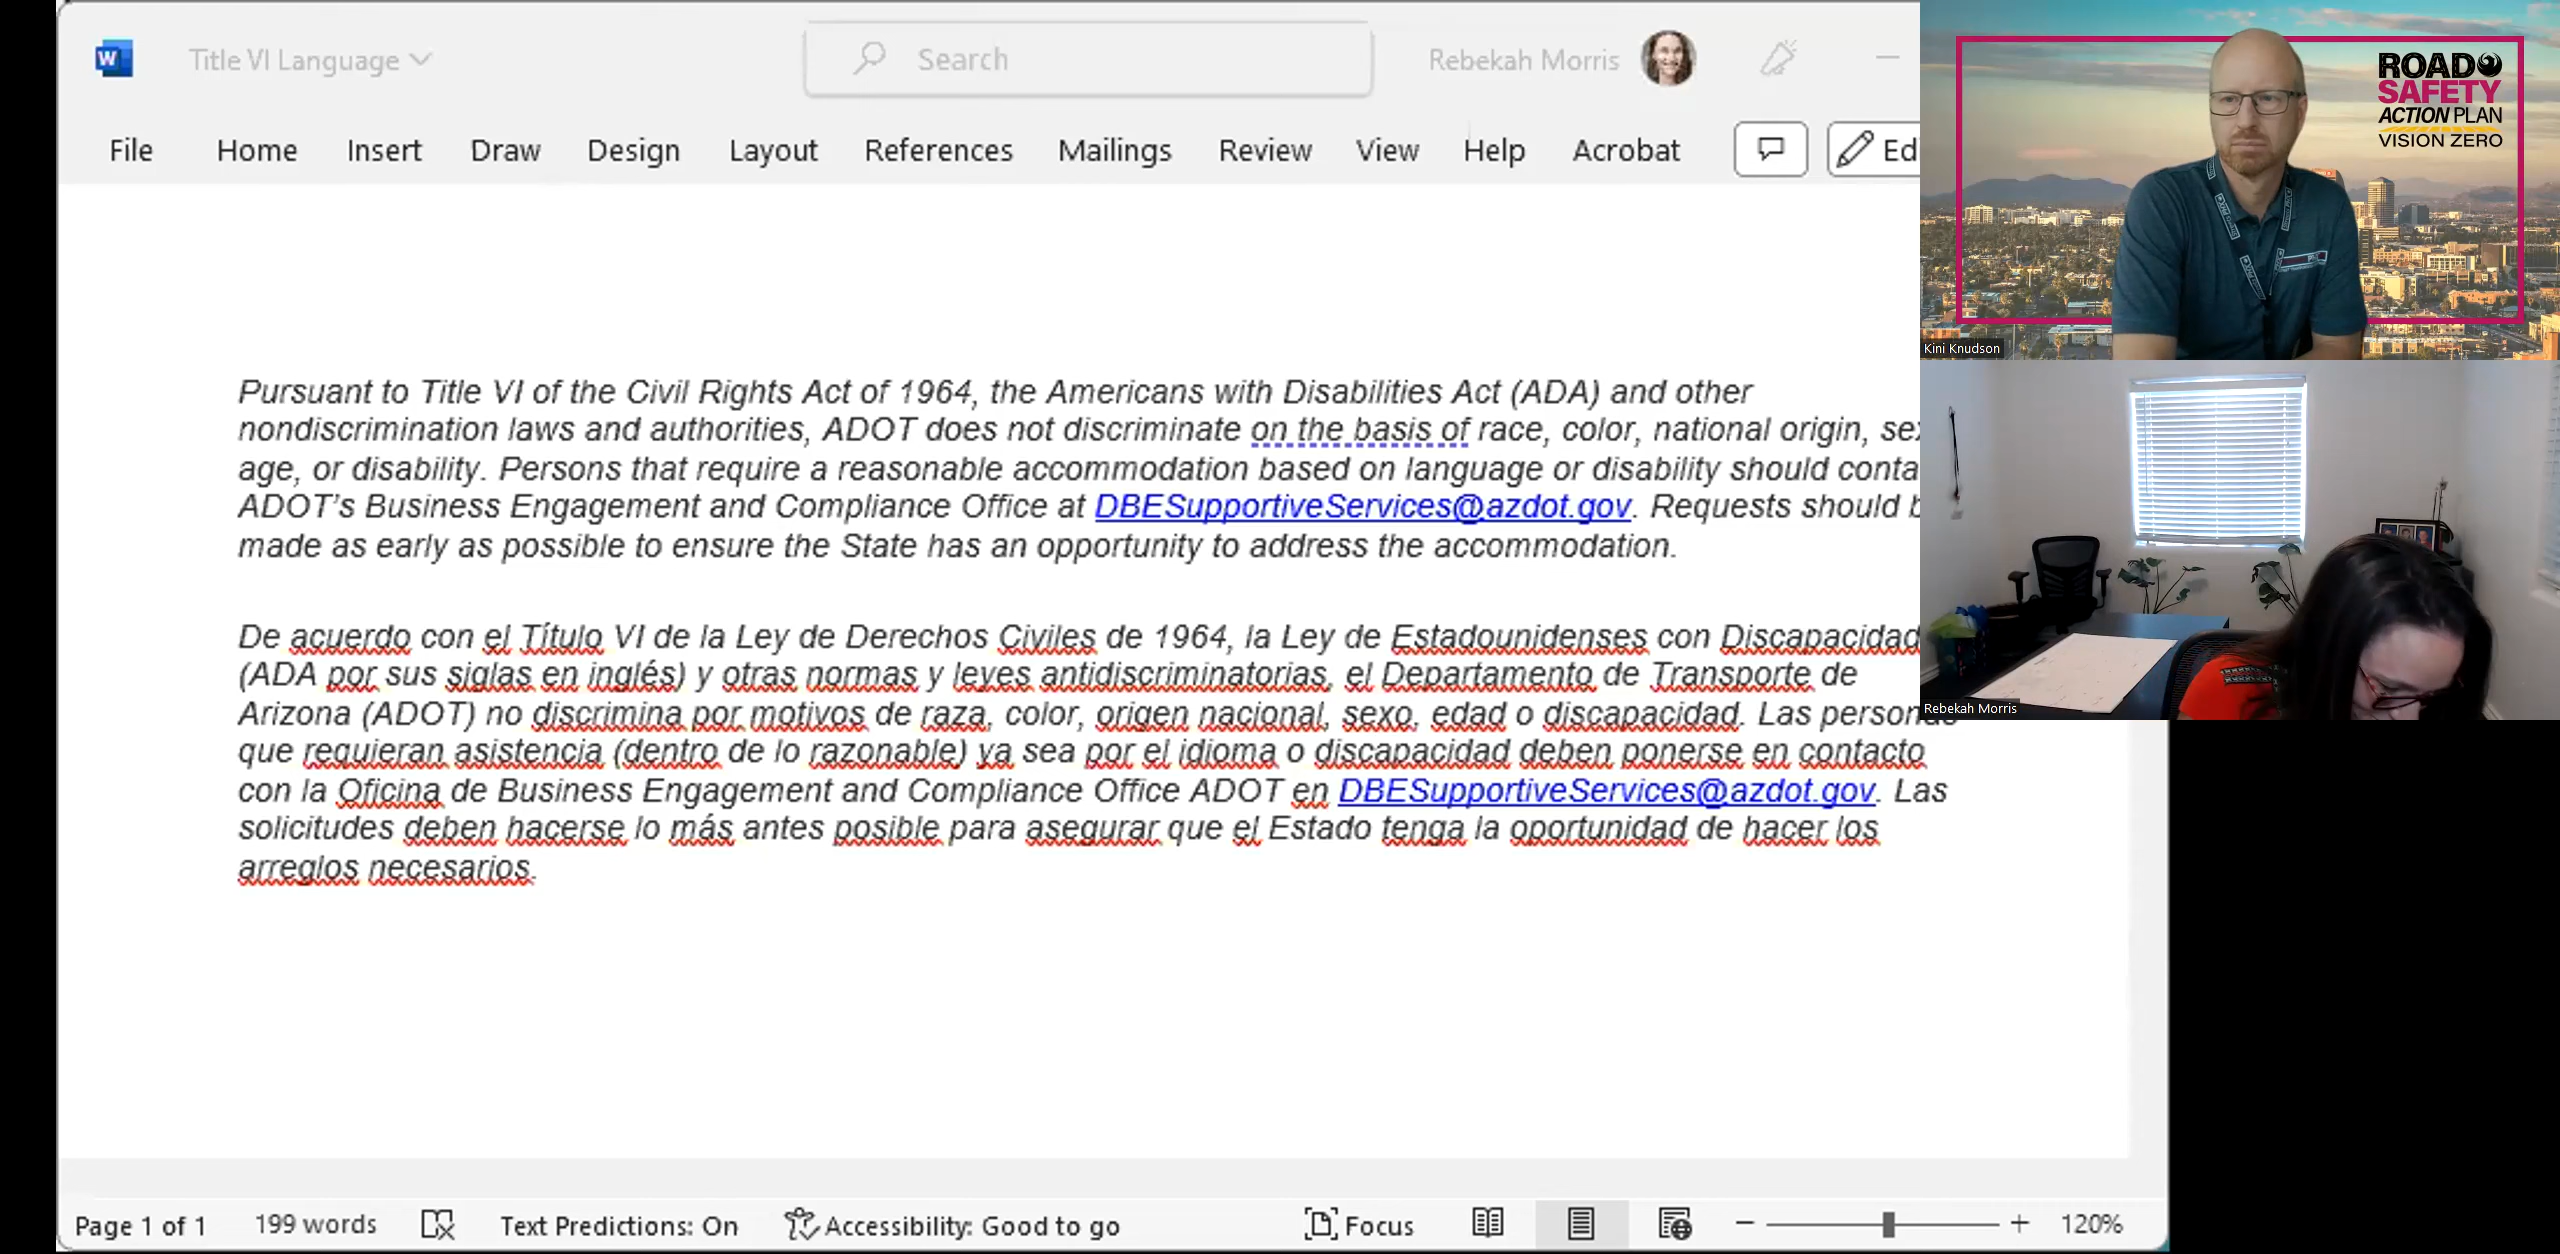 Title VI Language
Search
Rebekah Morris
File Home Insert Draw Design Layout References Mailings Review View Help Acrobat
Pursuant to Title VI of the Civil Rights Act of 1964, the Americans with Disabilities Act (ADA) and other
nondiscrimination laws and authorities, ADOT does not discriminate on the basis of race, color, national origin,
age, or disability. Persons that require a reasonable accommodation based on language or disability should
ADOT’s Business Engagement and Compliance Office at DBESupportiveServices@azdot.gov. Requests should
made as early as possible to ensure the State has an opportunity to address the accommodation.
De acuerdo con el Título VI de la Ley de Derechos Civiles de 1964, la Ley de Estadounidenses con
(ADA por sus siglas en inglés) y otras normas y leyes antidiscriminatorias, el Departamento de Transporte de
Arizona (ADOT) no discrimina por motivos de raza, color, origen nacional, sexo, edad o discapacidad. Las
que requieran asistencia (dentro de lo razonable) ya sea por el idioma o discapacidad deben ponerse en contacto
con la Oficina de Business Engagement and Compliance Office ADOT en DBESupportiveServices@azdot.gov. Las
solicitudes deben hacerse lo más antes posible para asegurar que el Estado tenga la oportunidad de hacer los
arreglos necesarios.
Page 1 of 1 199 words Text Predictions: On Accessibility: Good to go Focus 120%
ROAD
SAFETY
ACTION PLAN
VISION ZERO
Kini Knudson
Rebekah Morris